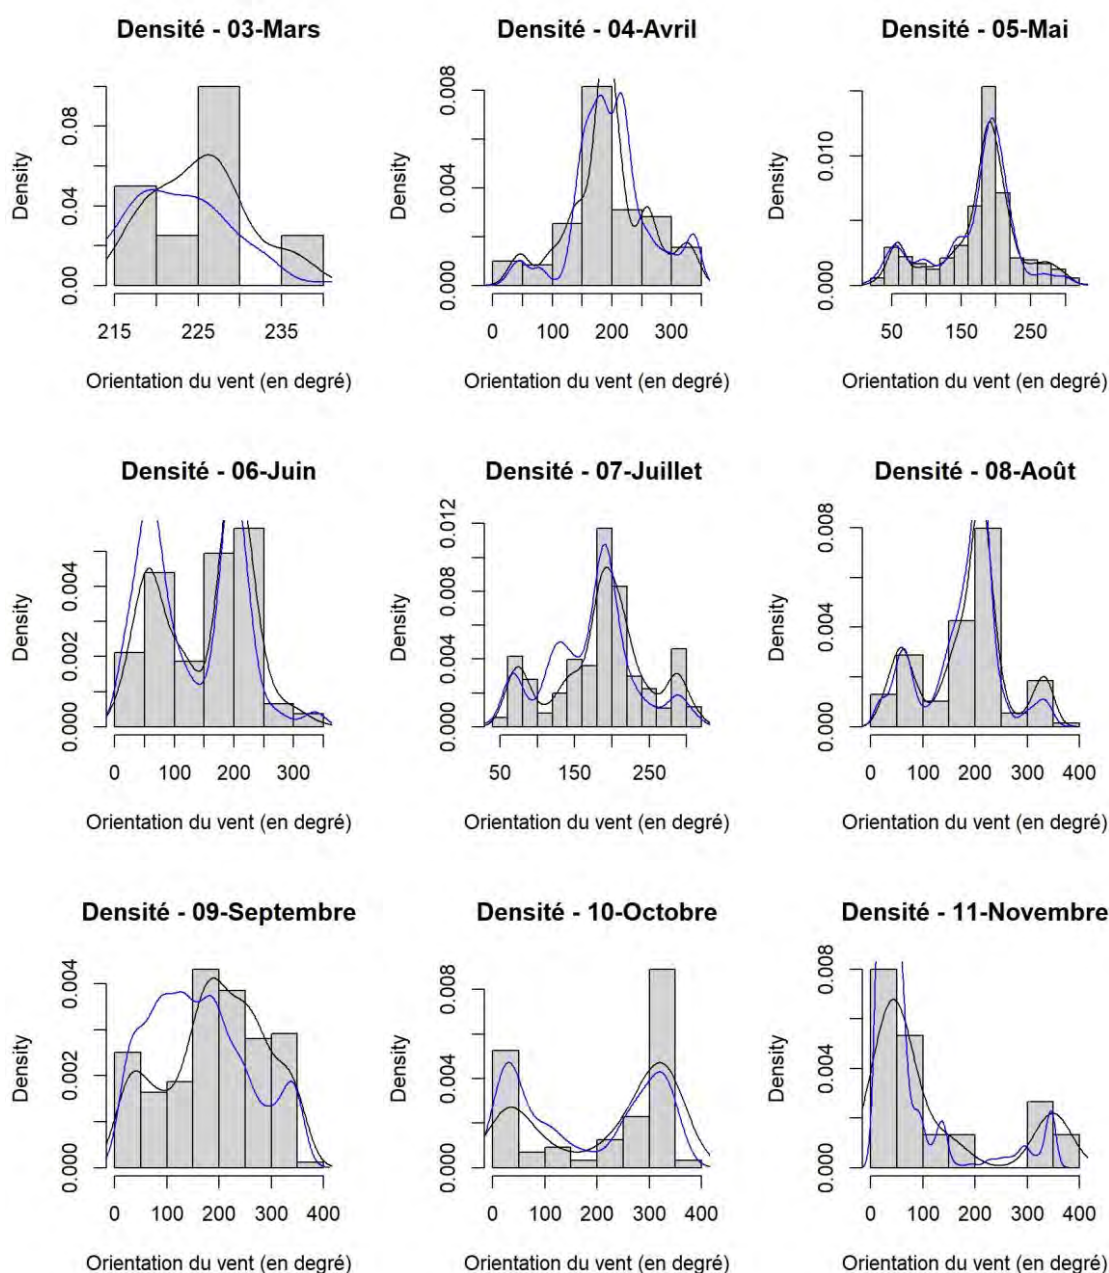 Densité - 03-Mars
Density
0.00 0.04 0.08
215 225 235
Orientation du vent (en degré)
Densité - 04-Avril
Density
0.000 0.004 0.008
0 100 200 300
Orientation du vent (en degré)
Densité - 05-Mai
Density
0.000 0.010
50 150 250
Orientation du vent (en degré)
Densité - 06-Juin
Density
0.000 0.002 0.004
0 100 200 300
Orientation du vent (en degré)
Densité - 07-Juillet
Density
0.000 0.004 0.008 0.012
50 150 250
Orientation du vent (en degré)
Densité - 08-Août
Density
0.000 0.004 0.008
0 100 200 300 400
Orientation du vent (en degré)
Densité - 09-Septembre
Density
0.000 0.002 0.004
0 100 200 300 400
Orientation du vent (en degré)
Densité - 10-Octobre
Density
0.000 0.004 0.008
0 100 200 300 400
Orientation du vent (en degré)
Densité - 11-Novembre
Density
0.000 0.004 0.008
0 100 200 300 400
Orientation du vent (en degré)